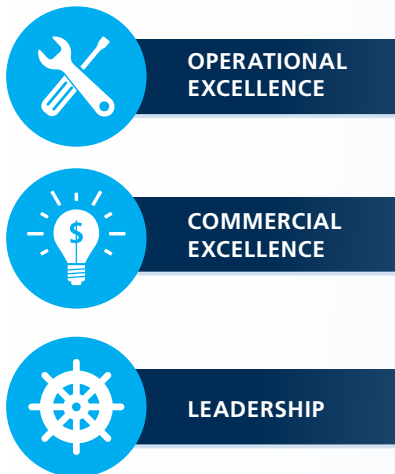 OPERATIONAL
EXCELLENCE
$
COMMERCIAL
EXCELLENCE
LEADERSHIP